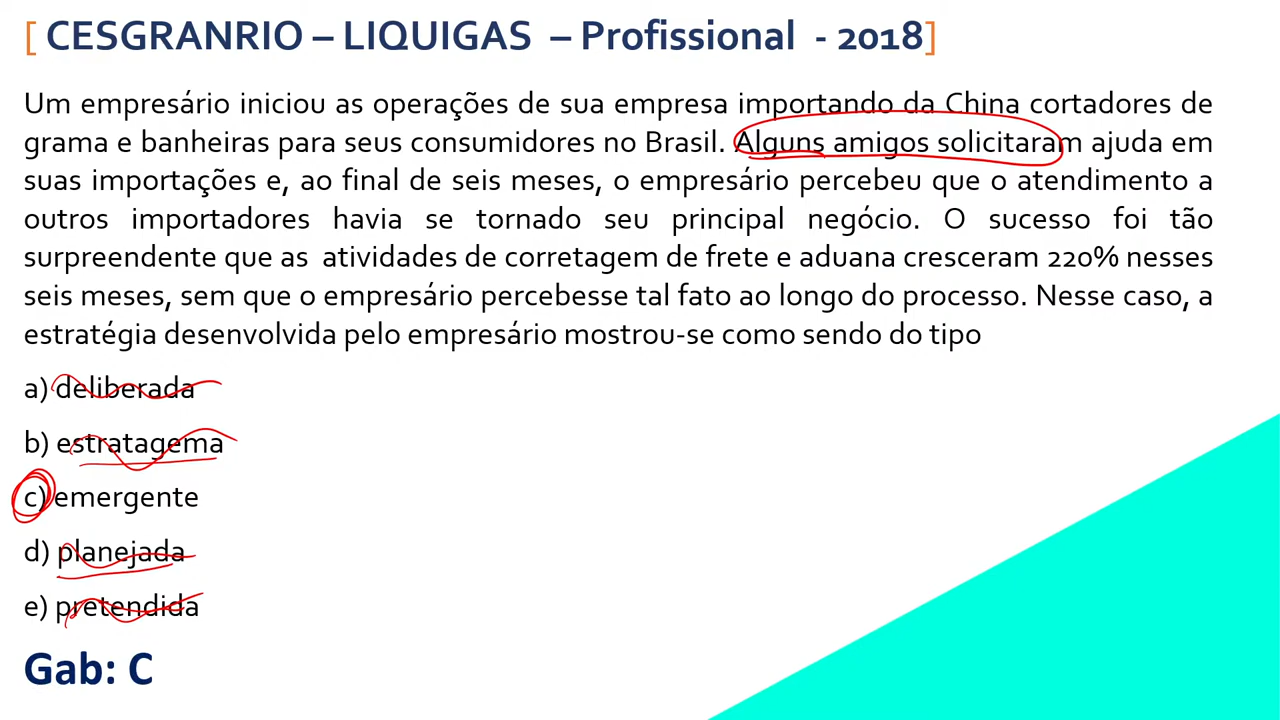 [ CESGRANRIO – LIQUIGAS – Profissional - 2018]
Um empresário iniciou as operações de sua empresa importando da China cortadores de
grama e banheiras para seus consumidores no Brasil. Alguns amigos solicitaram ajuda em
suas importações e, ao final de seis meses, o empresário percebeu que o atendimento a
outros importadores havia se tornado seu principal negócio. O sucesso foi tão
surpreendente que as atividades de corretagem de frete e aduana cresceram 220% nesses
seis meses, sem que o empresário percebesse tal fato ao longo do processo. Nesse caso, a
estratégia desenvolvida pelo empresário mostrou-se como sendo do tipo
a) deliberada
b) estratagema
c) emergente
d) planejada
e) pretendida
Gab: C